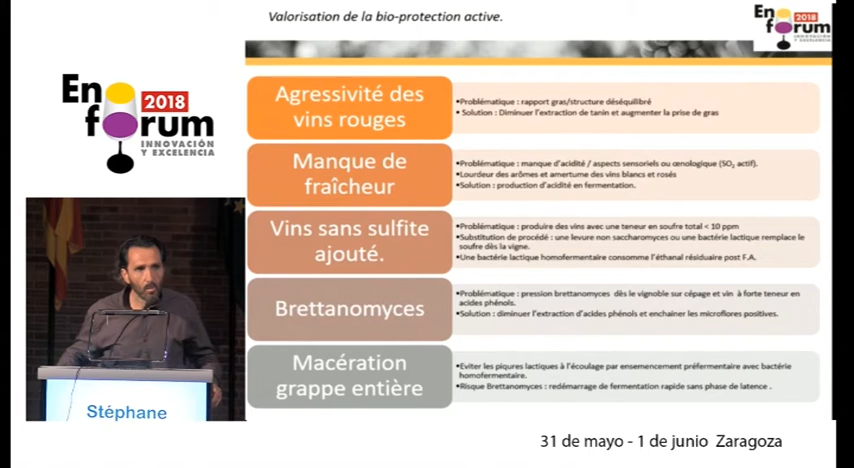 Valorisation de la bio-protection active.
En
2018
forum
INNOVACIÓN
Y EXCELENCIA
En
2018
forum
INNOVACIÓN
Y EXCELENCIA
Agressivité des
vins rouges
•Problématique : rapport gras/structure déséquilibré
• Solution : Diminuer l'extraction de tanin et augmenter la prise de gras
Manque de
fraîcheur
•Problématique : manque d'acidité / aspects sensoriels ou œnologique (SO2 actif).
•Lourdeur des arômes et amertume des vins blancs et rosés
•Solution : production d'acidité en fermentation.
Vins sans sulfite
ajouté.
•Problématique : produire des vins avec une teneur en soufre total < 10 ppm
•Substitution de procédé : une levure non saccharomyces ou une bactérie lactique remplace le
soufre dès la vigne.
•Une bactérie lactique homofermentaire consomme l'éthanal résiduaire post F.A.
Brettanomyces
•Problématique : pression brettanomyces dès le vignoble sur cépage et vin à forte teneur en
acides phénols.
•Solution : diminuer l'extraction d'acides phénols et enchainer les microflores positives.
Macération
grappe entière
•Eviter les piqures lactiques à l'écoulage par ensemencement préfermentaire avec bactérie
homofermentaire.
•Risque Brettanomyces : redémarrage de fermentation rapide sans phase de latence .
Stéphane
31 de mayo - 1 de junio Zaragoza